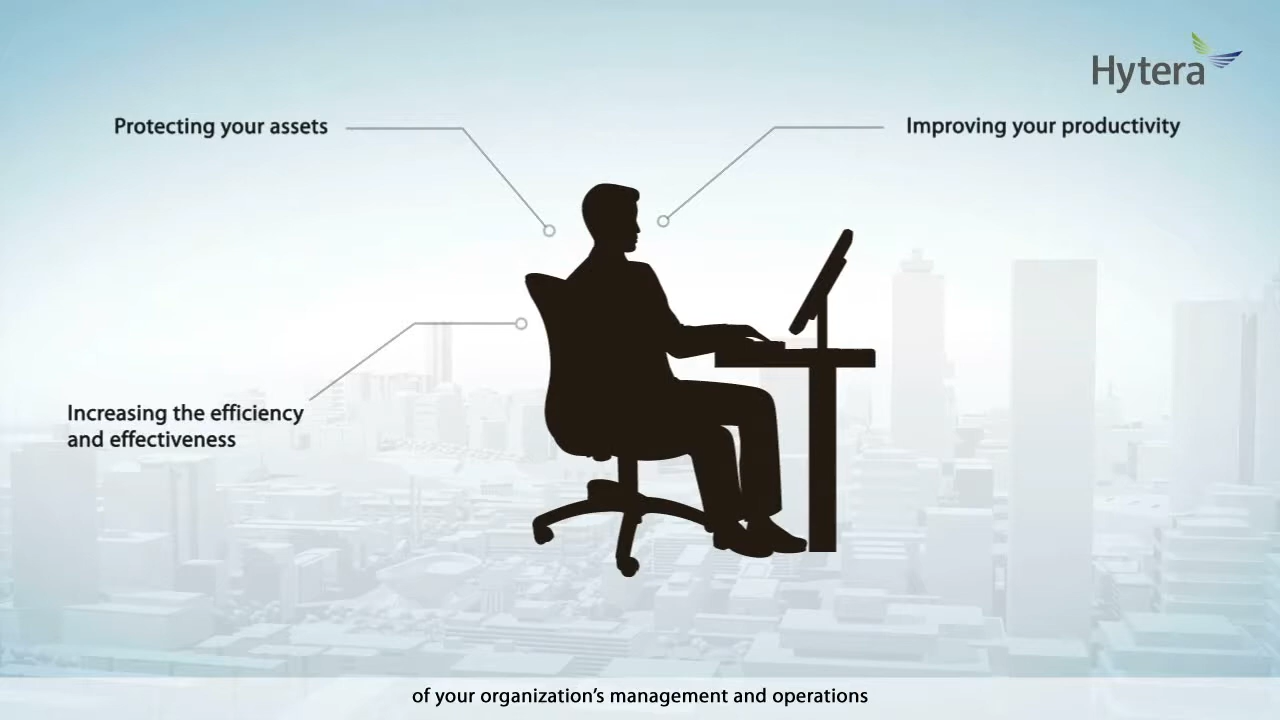 Hytera
Protecting your assets
Improving your productivity
Increasing the efficiency
and effectiveness
of your organization's management and operations